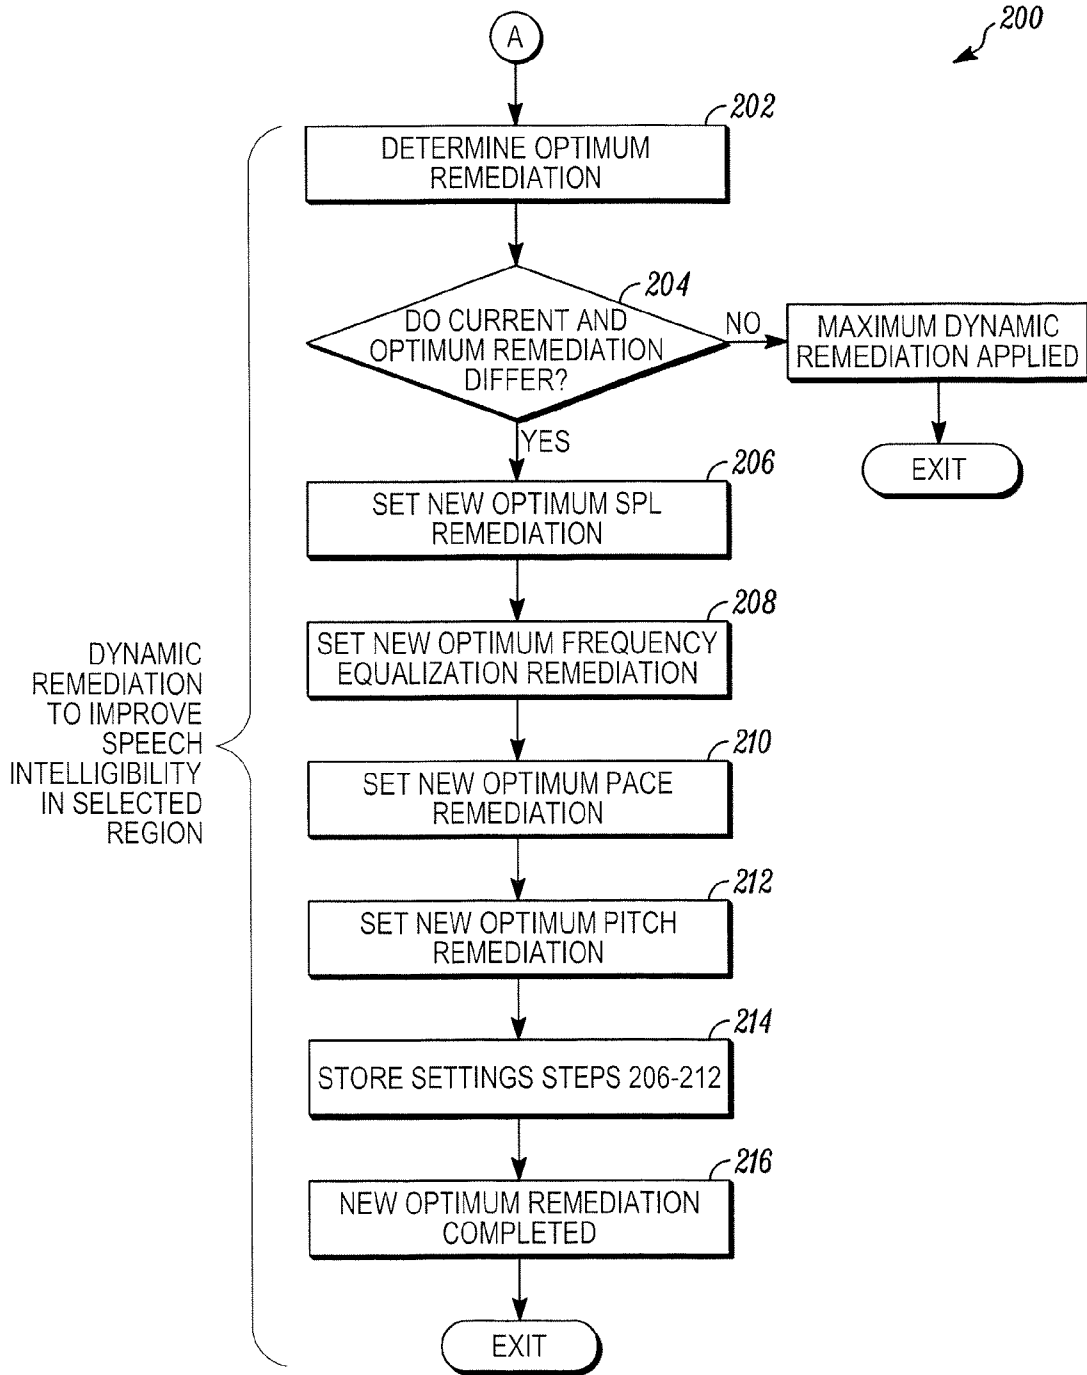 A
200
202
DETERMINE OPTIMUM
REMEDIATION
204
DO CURRENT AND
OPTIMUM REMEDIATION
DIFFER?
NO
MAXIMUM DYNAMIC
REMEDIATION APPLIED
EXIT
YES
206
SET NEW OPTIMUM SPL
REMEDIATION
208
SET NEW OPTIMUM FREQUENCY
EQUALIZATION REMEDIATION
DYNAMIC
REMEDIATION
TO IMPROVE
SPEECH
INTELLIGIBILITY
IN SELECTED
REGION
210
SET NEW OPTIMUM PACE
REMEDIATION
212
SET NEW OPTIMUM PITCH
REMEDIATION
214
STORE SETTINGS STEPS 206-212
216
NEW OPTIMUM REMEDIATION
COMPLETED
EXIT